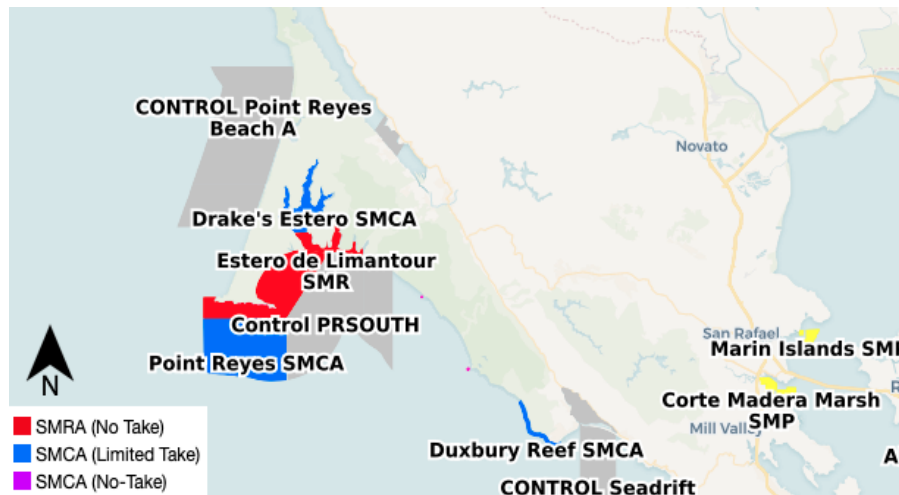 CONTROL Point Reyes
Beach A
Novato
Drake's Estero SMCA
Estero de Limantour
SMR
Control PRSOUTH
San Rafael
Marin Islands SM
Point Reyes SMCA
N
Corte Madera Marsh
SMP
Mill Valley
SMRA (No Take)
SMCA (Limited Take)
SMCA (No-Take)
Duxbury Reef SMCA
CONTROL Seadrift
R
A